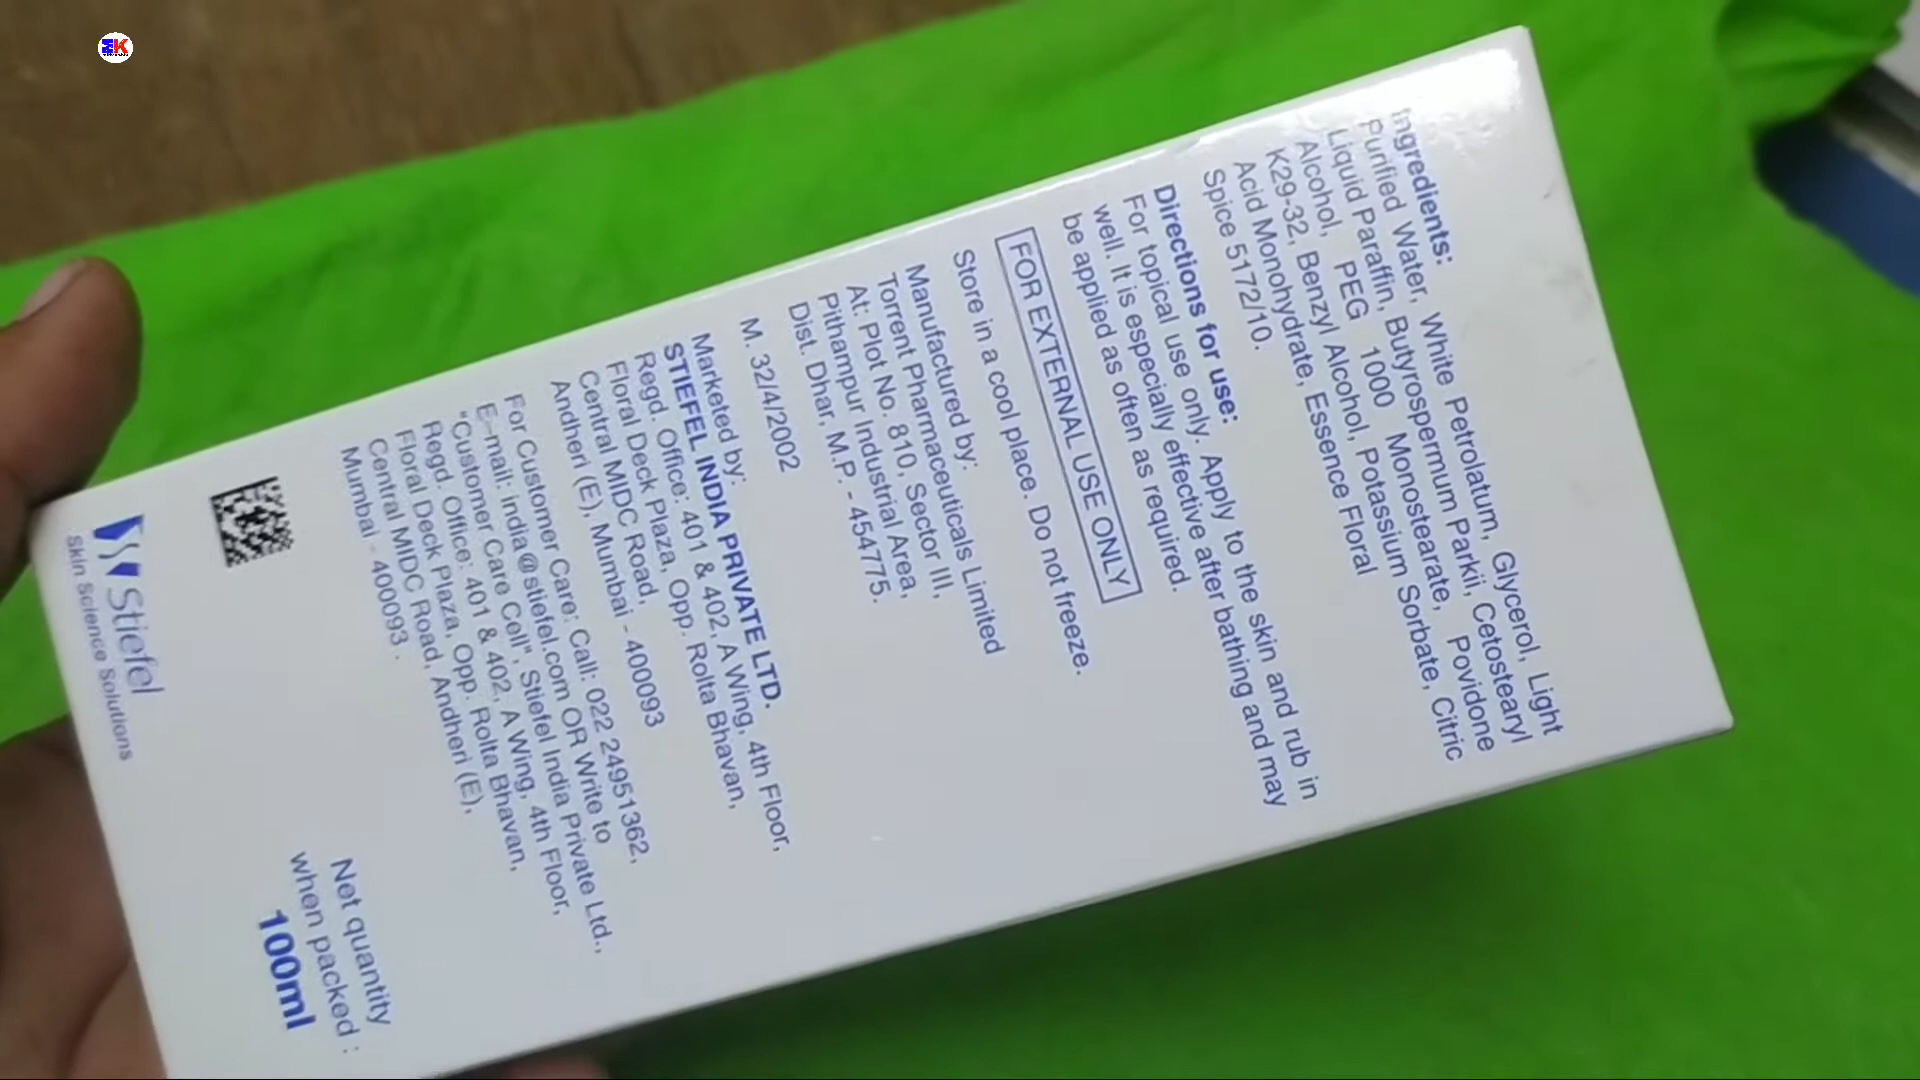 Ingredients:
Purified Water, White Petrolatum, Glycerol, Light
Liquid Paraffin, Butyrospermum Parkii, Cetostearyl
Alcohol, PEG 1000 Monostearate, Povidone
K29-32, Benzyl Alcohol, Potassium Sorbate, Citric
Acid Monohydrate, Essence Floral
Spice 5172/10.
Directions for use:
For topical use only. Apply to the skin and rub in
well. It is especially effective after bathing and may
be applied as often as required.
FOR EXTERNAL USE ONLY
Store in a cool place. Do not freeze.
Manufactured by:
Torrent Pharmaceuticals Limited
At: Plot No. 810, Sector III,
Pithampur Industrial Area,
Dist. Dhar, M.P. - 454775.
M. 32/4/2002
Marketed by:
STIEFEL INDIA PRIVATE LTD.
Regd. Office: 401 & 402, A Wing, 4th Floor,
Floral Deck Plaza, Opp. Rolta Bhavan,
Central MIDC Road,
Andheri (E), Mumbai - 400093
For Customer Care: Call: 022 24951362,
E-mail: india@stiefel.com OR Write to
"Customer Care Cell", Stiefel India Private Ltd.,
Regd. Office: 401 & 402, A Wing, 4th Floor,
Floral Deck Plaza, Opp. Rolta Bhavan,
Central MIDC Road, Andheri (E),
Mumbai - 400093.
Net quantity
when packed :
100ml
Stiefel
Skin Science Solutions
MK